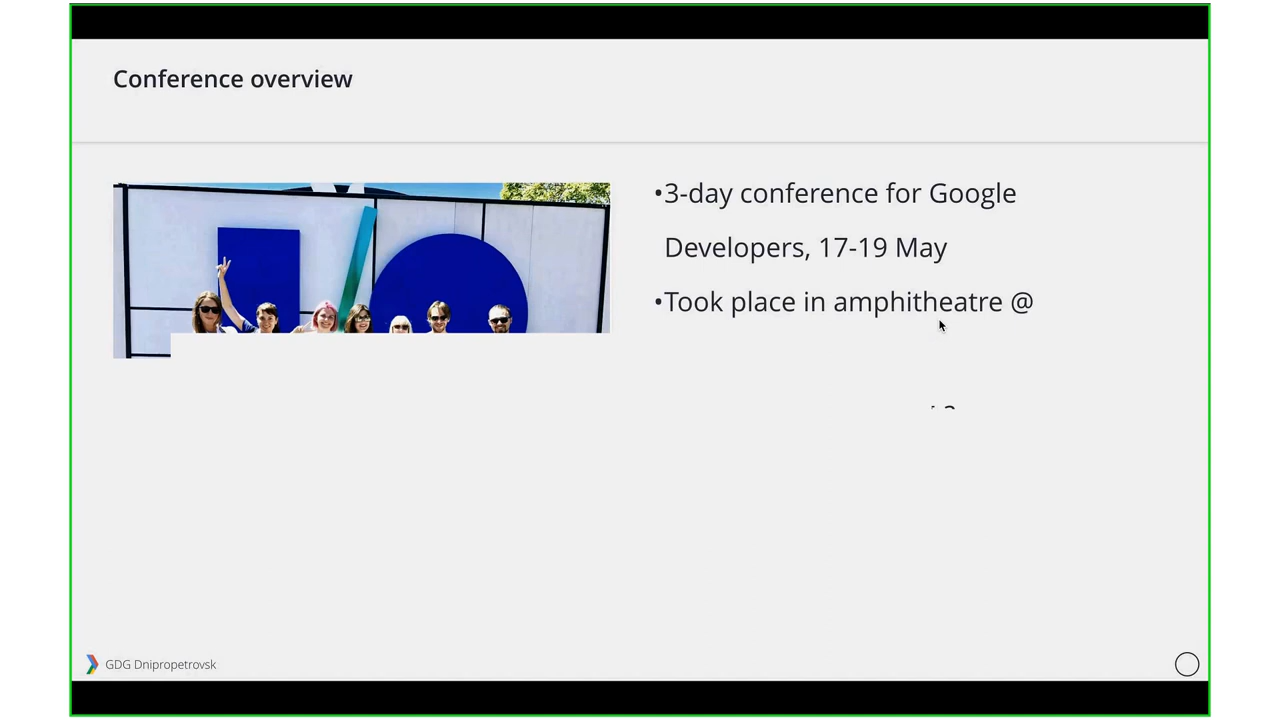 Conference overview
I/O
•3-day conference for Google
Developers, 17-19 May
•Took place in amphitheatre @
GDG Dnipropetrovsk